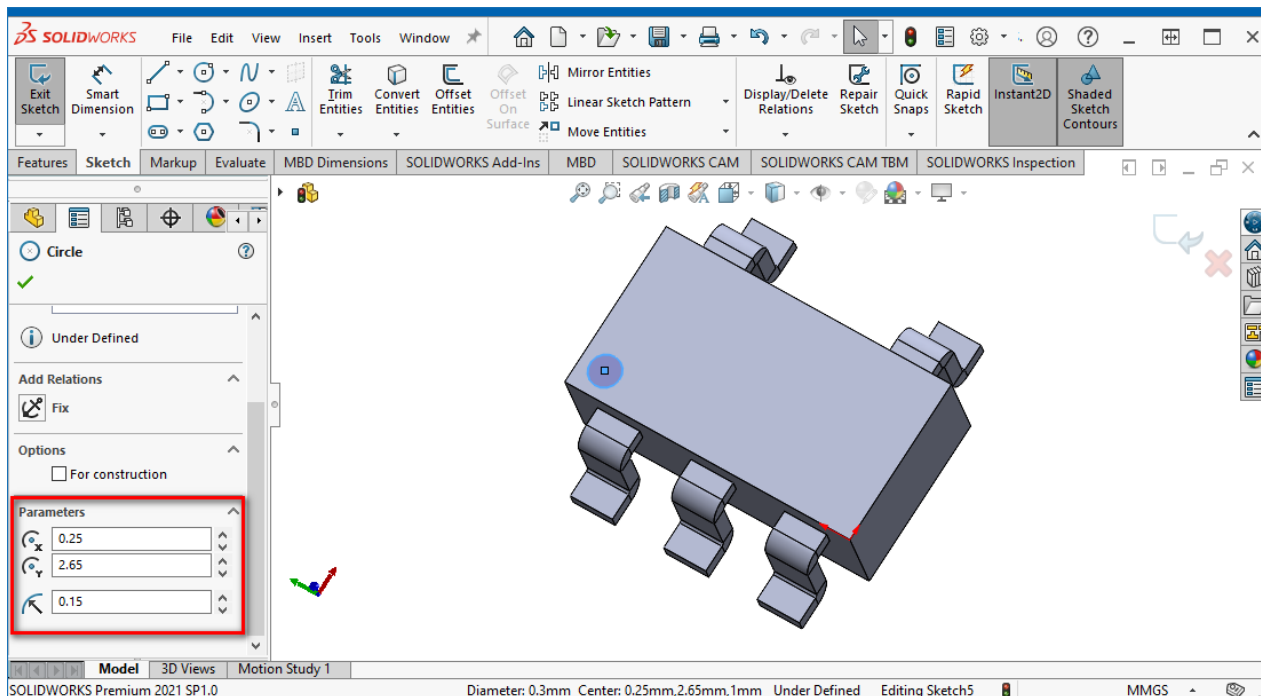 SOLIDWORKS File Edit View Insert Tools Window
Exit Sketch
Smart Dimension
Trim Entities
Convert Entities
Offset Entities
Offset On Surface
Mirror Entities
Linear Sketch Pattern
Move Entities
Display/Delete Relations
Repair Sketch
Quick Snaps
Rapid Sketch
Instant2D
Shaded Sketch Contours
Features Sketch Markup Evaluate MBD Dimensions SOLIDWORKS Add-Ins MBD SOLIDWORKS CAM SOLIDWORKS CAM TBM SOLIDWORKS Inspection
Circle
Under Defined
Add Relations
Fix
Options
For construction
Parameters
X 0.25
Y 2.65
0.15
Model 3D Views Motion Study 1
SOLIDWORKS Premium 2021 SP1.0 Diameter: 0.3mm Center: 0.25mm,2.65mm,1mm Under Defined Editing Sketch5 MMGS